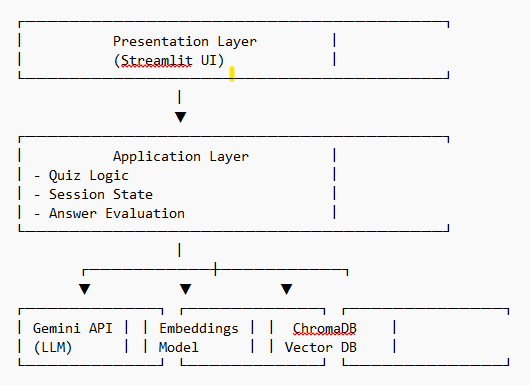 Presentation Layer
(Streamlit UI)
Application Layer
- Quiz Logic
- Session State
- Answer Evaluation
Gemini API | | Embeddings | | ChromaDB
(LLM) | | Model | | Vector DB